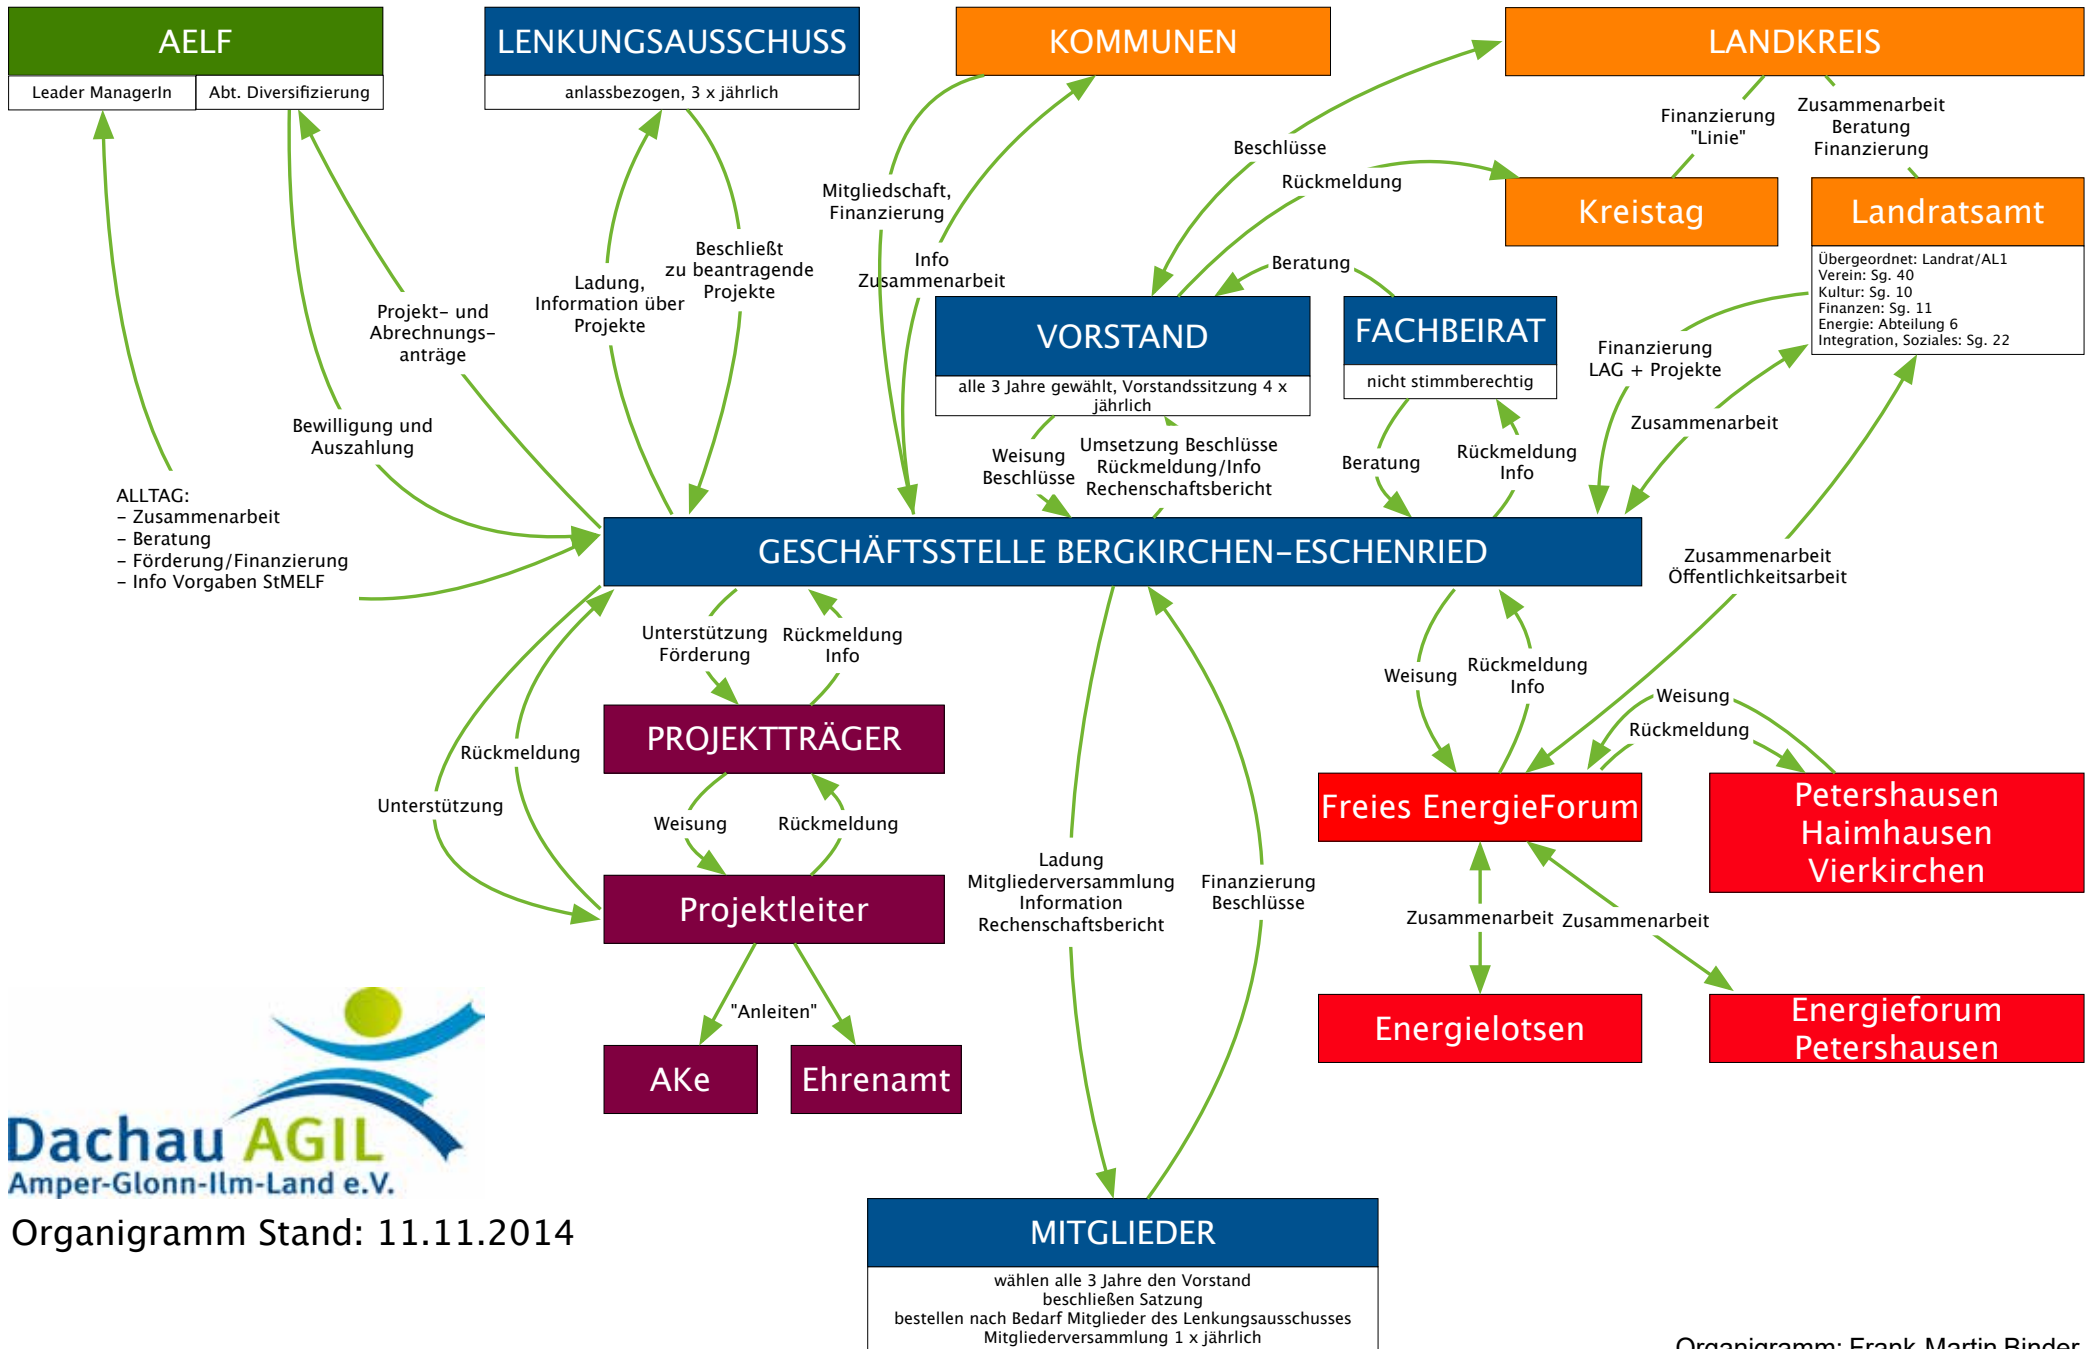 AELF
Leader ManagerIn
Abt. Diversifizierung
LENKUNGSAUSSCHUSS
anlassbezogen, 3 x jährlich
KOMMUNEN
LANDKREIS
Finanzierung
"Linie"
Zusammenarbeit
Beratung
Finanzierung
Beschlüsse
Rückmeldung
Kreistag
Landratsamt
Übergeordnet: Landrat/AL1
Verein: Sg. 40
Kultur: Sg. 10
Finanzen: Sg. 11
Energie: Abteilung 6
Integration, Soziales: Sg. 22
Mitgliedschaft,
Finanzierung
Info
Zusammenarbeit
Beschließt
zu beantragende
Projekte
Ladung,
Information über
Projekte
Projekt- und
Abrechnungs-
anträge
Bewilligung und
Auszahlung
Beratung
VORSTAND
alle 3 Jahre gewählt, Vorstandssitzung 4 x
jährlich
FACHBEIRAT
nicht stimmberechtig
Finanzierung
LAG + Projekte
Zusammenarbeit
Weisung
Beschlüsse
Umsetzung Beschlüsse
Rückmeldung/Info
Rechenschaftsbericht
Beratung
Rückmeldung
Info
ALLTAG:
- Zusammenarbeit
- Beratung
- Förderung/Finanzierung
- Info Vorgaben StMELF
GESCHÄFTSSTELLE BERGKIRCHEN-ESCHENRIED
Zusammenarbeit
Öffentlichkeitsarbeit
Unterstützung
Förderung
Rückmeldung
Info
Weisung
Rückmeldung
Info
Weisung
Rückmeldung
PROJEKTTRÄGER
Rückmeldung
Unterstützung
Weisung
Rückmeldung
Freies EnergieForum
Petershausen
Haimhausen
Vierkirchen
Projektleiter
Ladung
Mitgliederversammlung
Information
Rechenschaftsbericht
Finanzierung
Beschlüsse
Zusammenarbeit
Zusammenarbeit
"Anleiten"
AKe
Ehrenamt
Energielotsen
Energieforum
Petershausen
Dachau AGIL
Amper-Glonn-Ilm-Land e.V.
Organigramm Stand: 11.11.2014
MITGLIEDER
wählen alle 3 Jahre den Vorstand
beschließen Satzung
bestellen nach Bedarf Mitglieder des Lenkungsausschusses
Mitgliederversammlung 1 x jährlich
Organigramm: Frank-Martin Binder